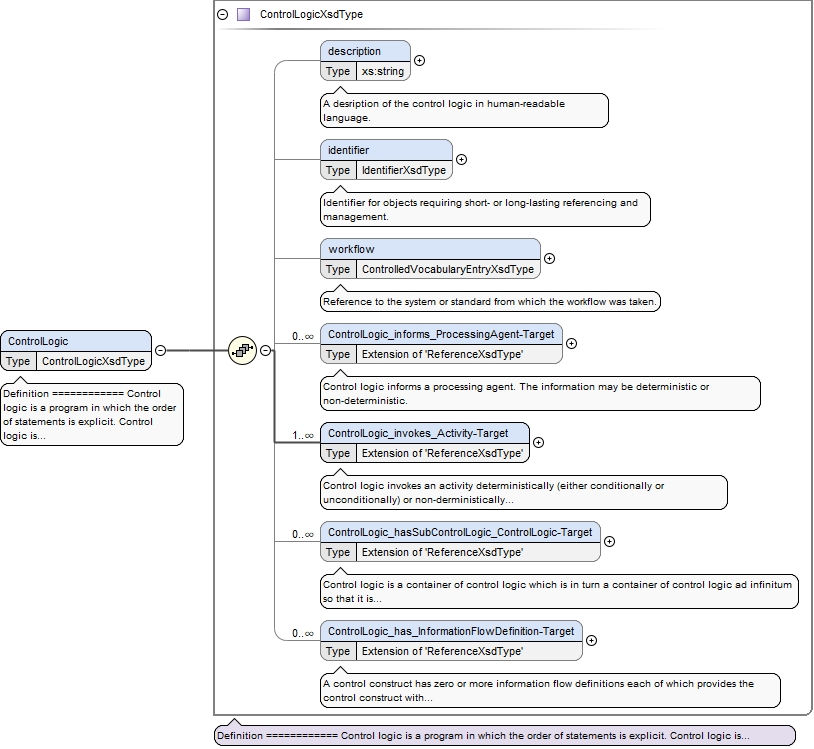 ControlLogicXsdType
description
Type xs:string
A desription of the control logic in human-readable
language.
identifier
Type IdentifierXsdType
Identifier for objects requiring short- or long-lasting referencing and
management.
workflow
Type ControlledVocabularyEntryXsdType
Reference to the system or standard from which the workflow was taken.
ControlLogic
Type ControlLogicXsdType
Definition ============ Control
logic is a program in which the order
of statements is explicit. Control
logic is...
0..∞ ControlLogic_informs_ProcessingAgent-Target
Type Extension of 'ReferenceXsdType'
Control logic informs a processing agent. The information may be deterministic or
non-deterministic.
1..∞ ControlLogic_invokes_Activity-Target
Type Extension of 'ReferenceXsdType'
Control logic invokes an activity deterministically (either conditionally or
unconditionally) or non-derministically...
0..∞ ControlLogic_hasSubControlLogic_ControlLogic-Target
Type Extension of 'ReferenceXsdType'
Control logic is a container of control logic which is in turn a container of control logic ad infinitum
so that it is...
0..∞ ControlLogic_has_InformationFlowDefinition-Target
Type Extension of 'ReferenceXsdType'
A control construct has zero or more information flow definitions each of which provides the
control construct with...
Definition ============ Control logic is a program in which the order of statements is explicit. Control logic is...